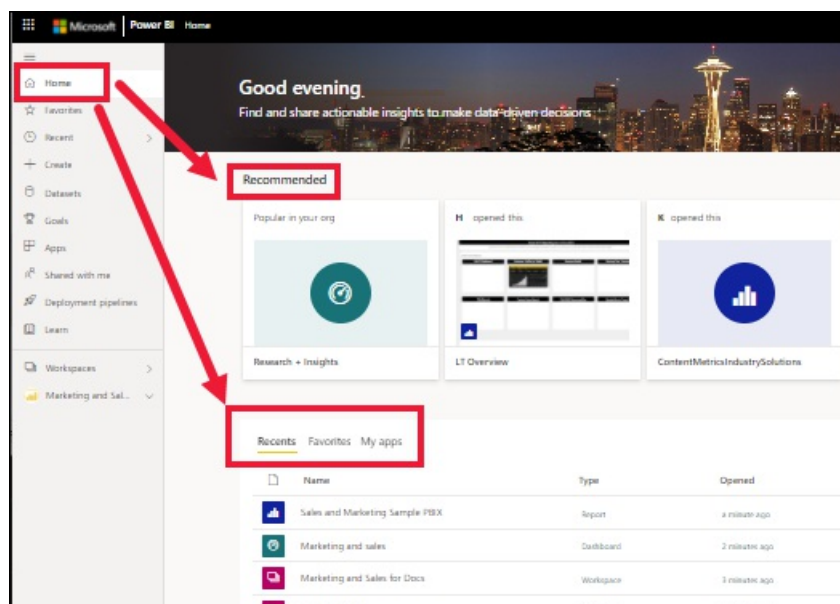 Microsoft Power BI Home
Home
Favorites
Recent
Create
Datasets
Goals
Apps
Shared with me
Deployment pipelines
Learn
Workspaces
Marketing and Sal...
Good evening.
Find and share actionable insights to make data-driven decisions
Recommended
Popular in your org
H opened this
K opened this
Research + Insights
LT Overview
ContentMetricsIndustrySolutions
Recents Favorites My apps
Name Type Opened
Sales and Marketing Sample PBIX Report a minute ago
Marketing and sales Dashboard 2 minutes ago
Marketing and Sales for Docs Workspace 3 minutes ago